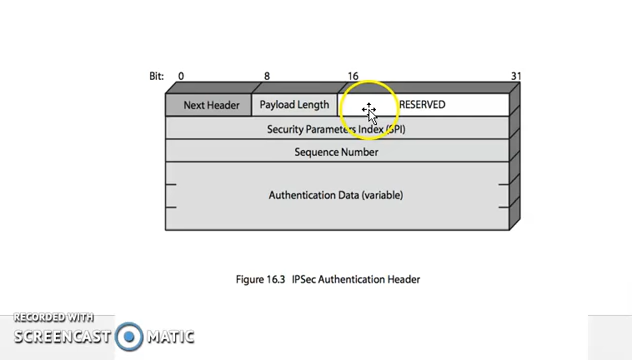 Bit: 0 8 16 31
Next Header Payload Length RESERVED
Security Parameters Index (SPI)
Sequence Number
Authentication Data (variable)
Figure 16.3 IPSec Authentication Header
RECORDED WITH
SCREENCAST MATIC